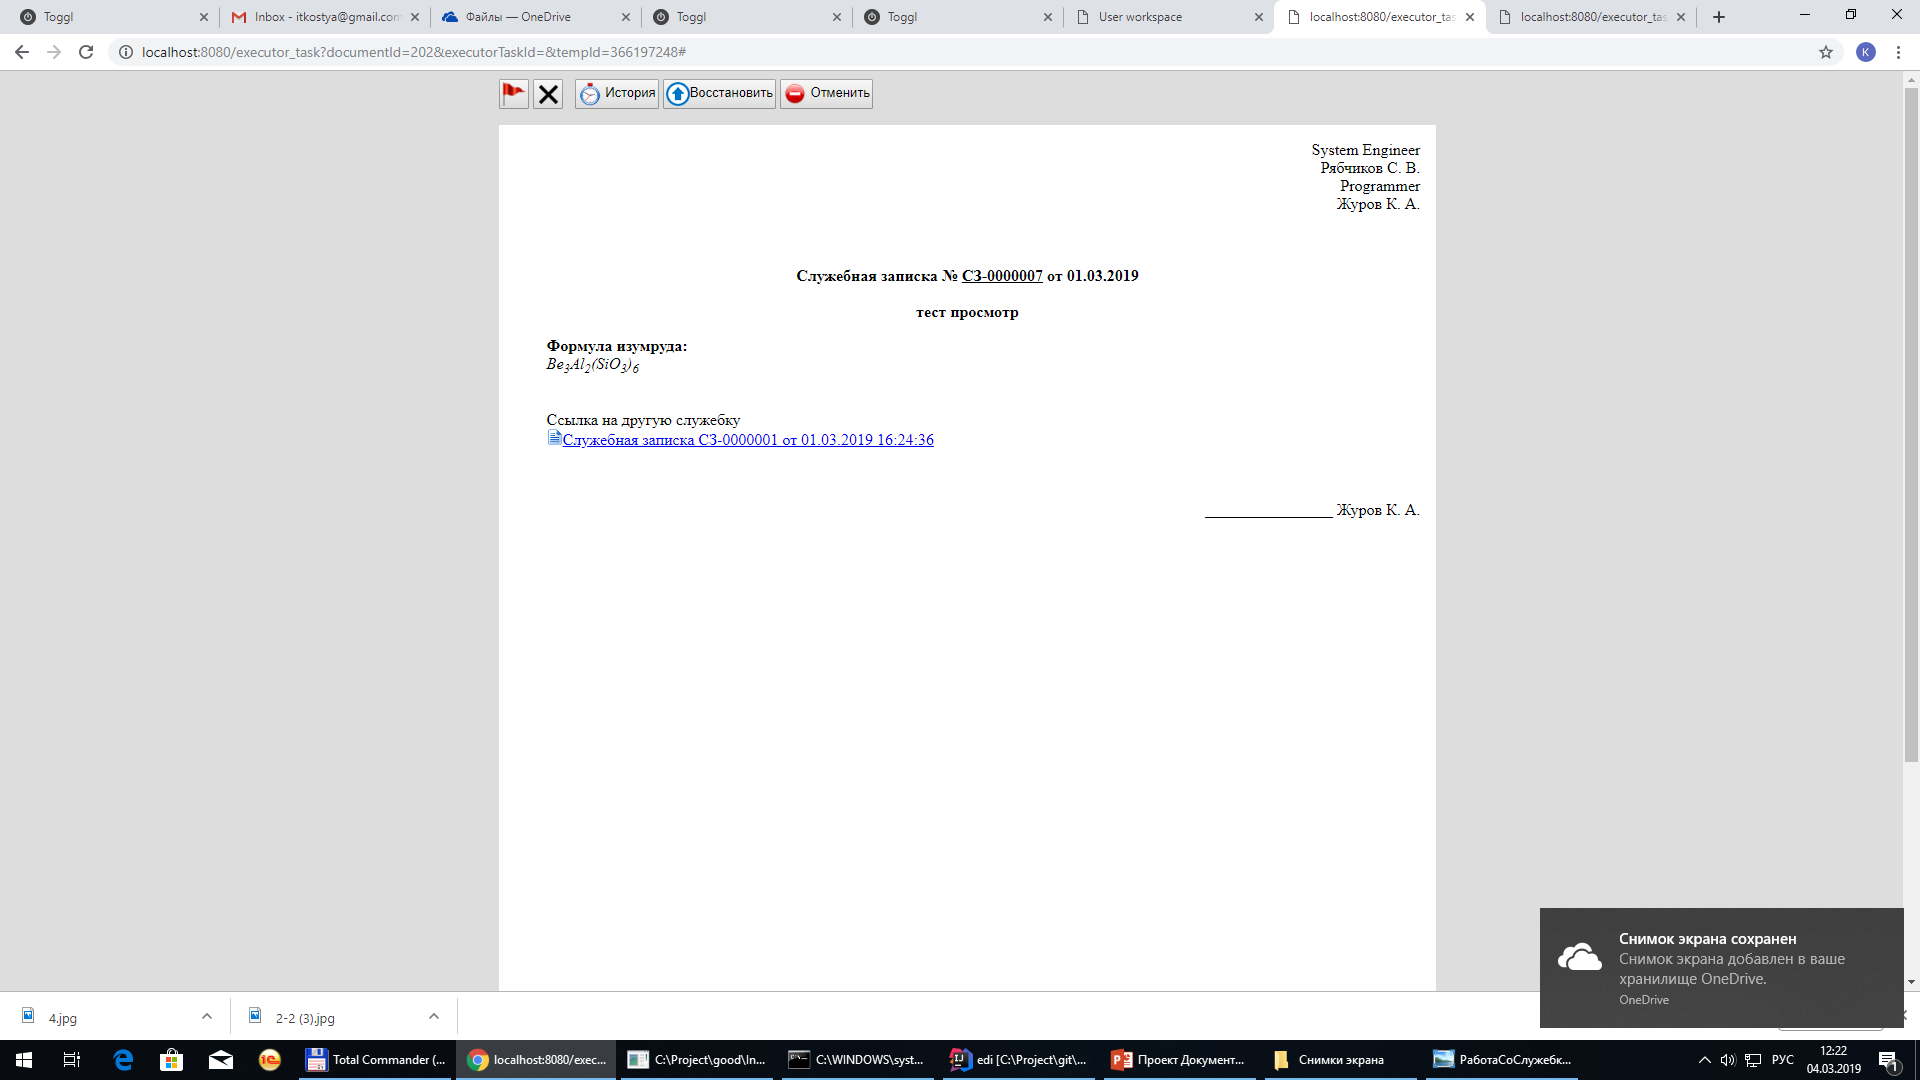 Toggl
Inbox - itkostya@gmail.com
Файлы — OneDrive
Toggl
Toggl
User workspace
localhost:8080/executor_tas
localhost:8080/executor_tas
localhost:8080/executor_task?documentId=202&executorTaskId=&tempId=366197248#
K
История
Восстановить
Отменить
System Engineer
Рябчиков С. В.
Programmer
Журов К. А.
Служебная записка № СЗ-0000007 от 01.03.2019
тест просмотр
Формула изумруда:
Be₃Al₂(SiO₃)₆
Ссылка на другую служебку
Служебная записка СЗ-0000001 от 01.03.2019 16:24:36
________________ Журов К. А.
Снимок экрана сохранен
Снимок экрана добавлен в ваше
хранилище OneDrive.
OneDrive
4.jpg
2-2 (3).jpg
Total Commander (...
localhost:8080/exec...
C:\Project\good\In...
C:\WINDOWS\syst...
edi [C:\Project\git\...
Проект Документ...
Снимки экрана
РаботаСоСлужебк...
РУС
12:22
04.03.2019
1